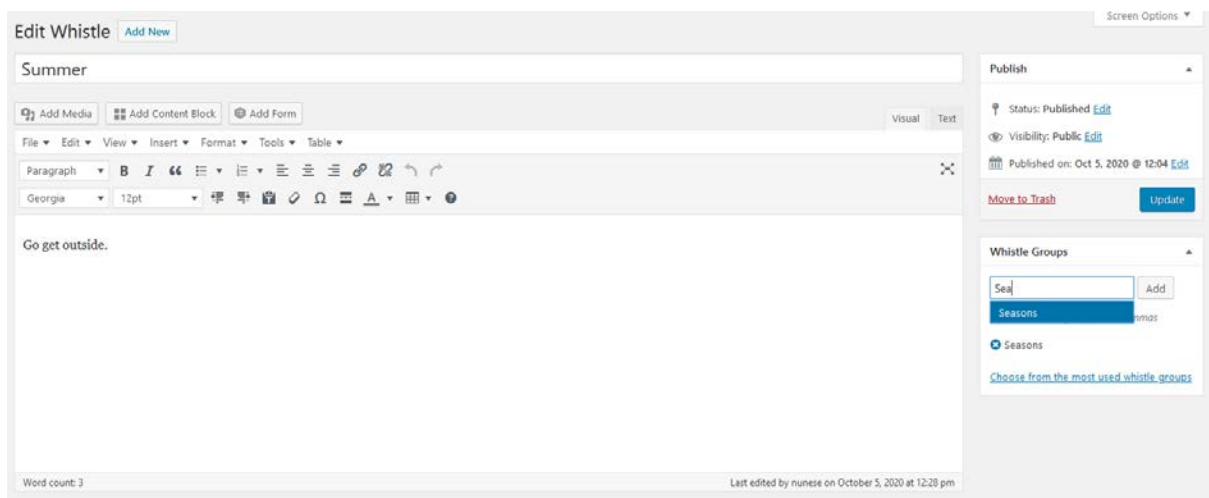 Screen Options
Edit Whistle Add New
Summer
Add Media Add Content Block Add Form
Visual Text
File Edit View Insert Format Tools Table
Paragraph B I
Georgia 12pt Ω A
Go get outside.
Word count: 3
Last edited by nunese on October 5, 2020 at 12:28 pm
Publish
Status: Published Edit
Visibility: Public Edit
Published on: Oct 5, 2020 @ 12:04 Edit
Move to Trash Update
Whistle Groups
Sea Add
Seasons
mmas
Seasons
Choose from the most used whistle groups